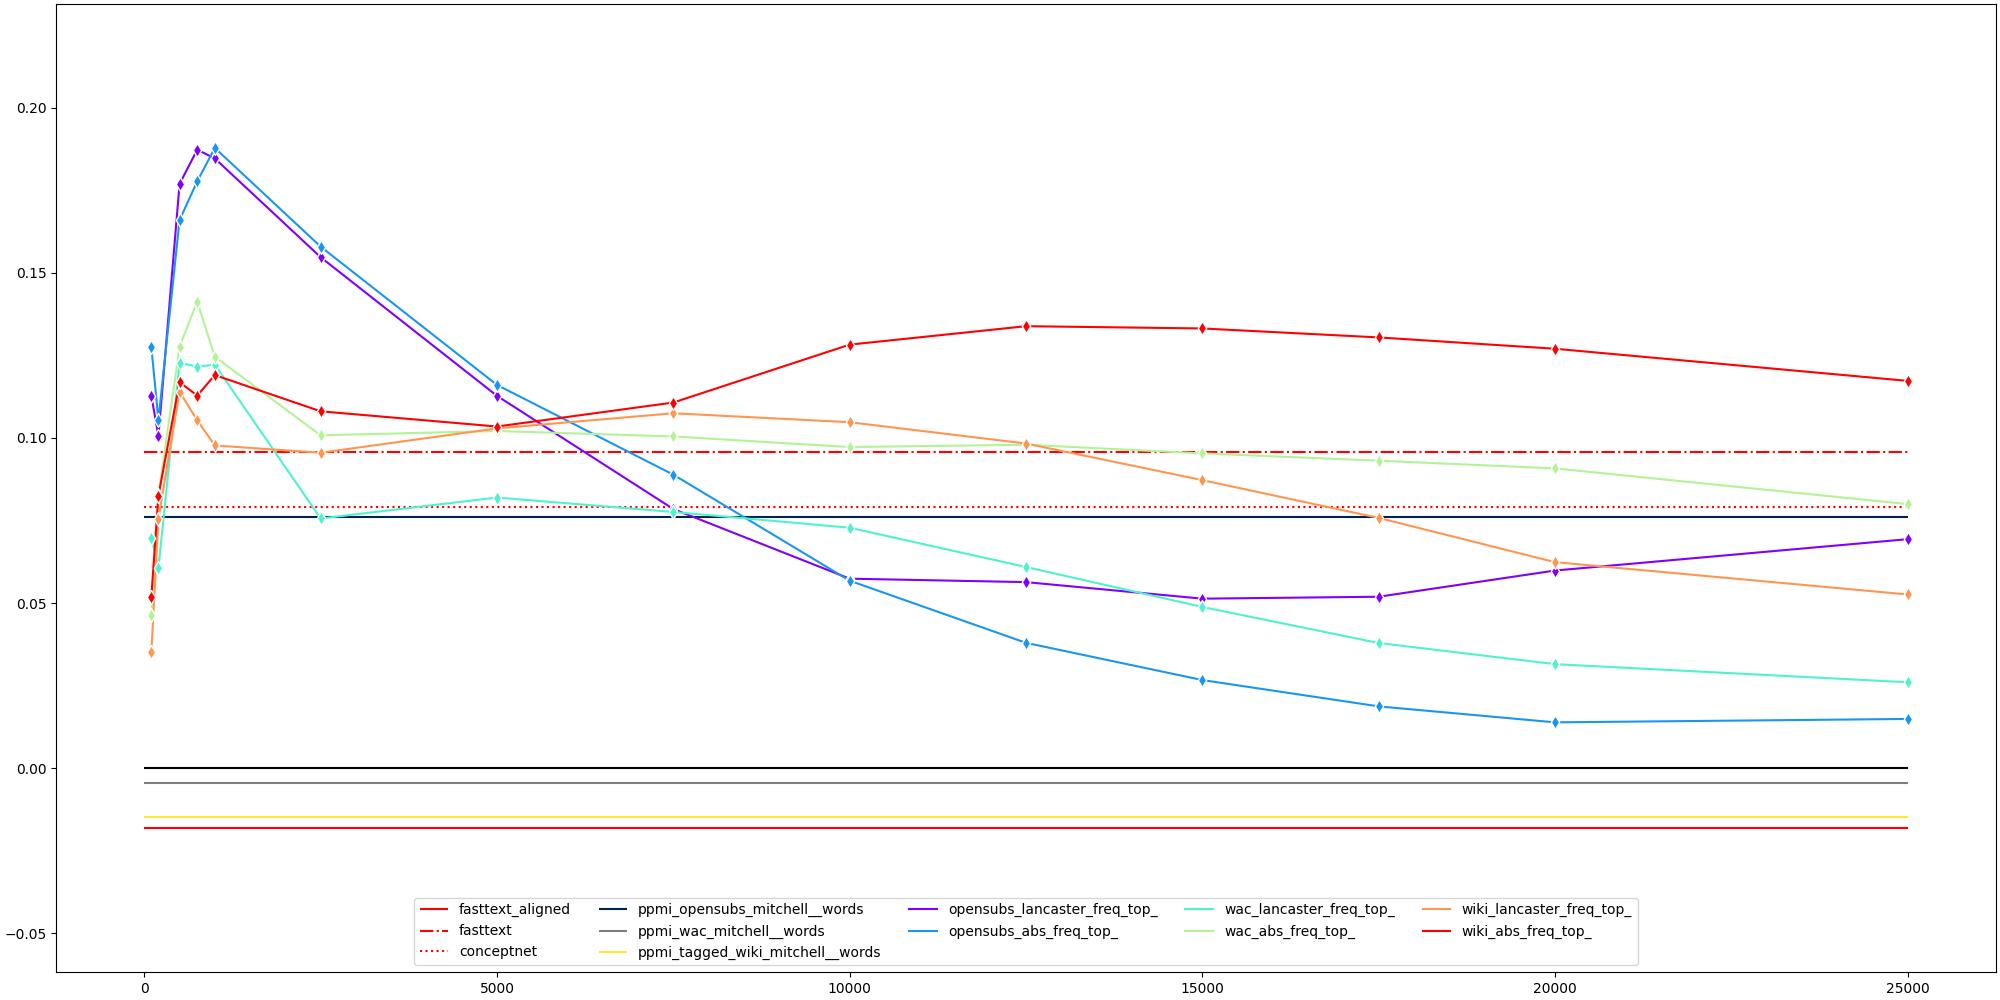 0.20
0.15
0.10
0.05
0.00
−0.05
fasttext_aligned
fasttext
conceptnet
ppmi_opensubs_mitchell__words
ppmi_wac_mitchell__words
ppmi_tagged_wiki_mitchell__words
opensubs_lancaster_freq_top_
opensubs_abs_freq_top_
wac_lancaster_freq_top_
wac_abs_freq_top_
wiki_lancaster_freq_top_
wiki_abs_freq_top_
0 5000 10000 15000 20000 25000